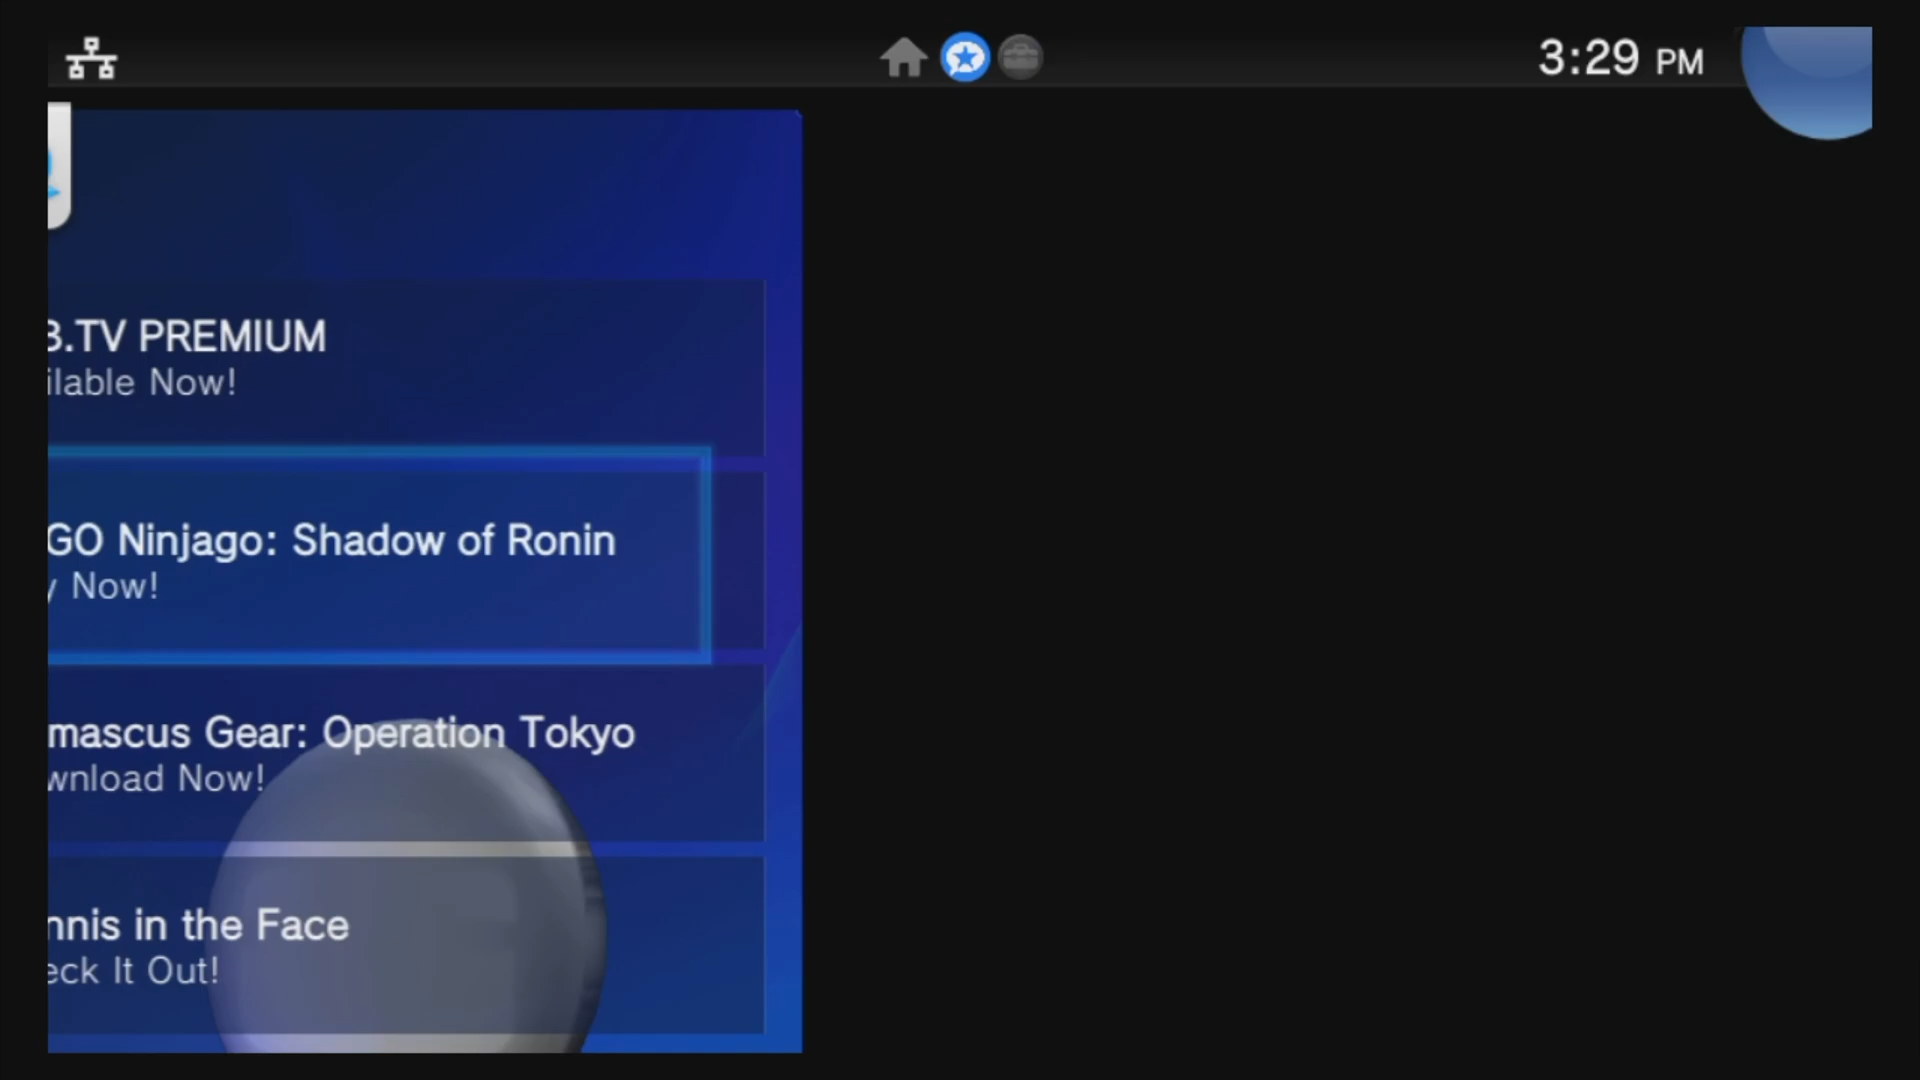 3:29 PM
B.TV PREMIUM
ilable Now!
GO Ninjago: Shadow of Ronin
y Now!
mascus Gear: Operation Tokyo
wnload Now!
nnis in the Face
eck It Out!